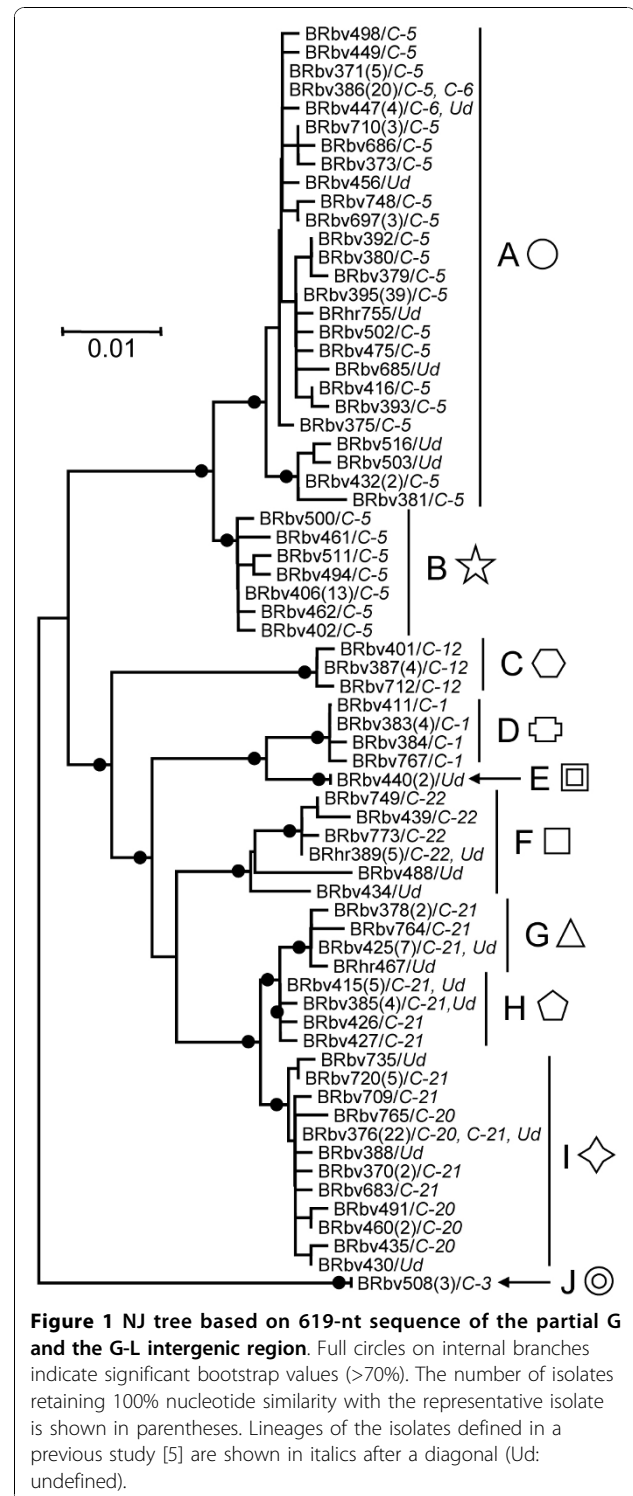 BRbv498/C-5
BRbv449/C-5
BRbv371(5)/C-5
BRbv386(20)/C-5, C-6
BRbv447(4)/C-6, Ud
BRbv710(3)/C-5
BRbv686/C-5
BRbv373/C-5
BRbv456/Ud
BRbv748/C-5
BRbv697(3)/C-5
BRbv392/C-5
A
BRbv380/C-5
BRbv379/C-5
BRbv395(39)/C-5
BRhr755/Ud
0.01
BRbv502/C-5
BRbv475/C-5
BRbv685/Ud
BRbv416/C-5
BRbv393/C-5
BRbv375/C-5
BRbv516/Ud
BRbv503/Ud
BRbv432(2)/C-5
BRbv381/C-5
BRbv500/C-5
BRbv461/C-5
BRbv511/C-5
B
BRbv494/C-5
BRbv406(13)/C-5
BRbv462/C-5
BRbv402/C-5
BRbv401/C-12
BRbv387(4)/C-12
C
BRbv712/C-12
BRbv411/C-1
BRbv383(4)/C-1
D
BRbv384/C-1
BRbv767/C-1
BRbv440(2)/Ud
E
BRbv749/C-22
BRbv439/C-22
BRbv773/C-22
F
BRhr389(5)/C-22, Ud
BRbv488/Ud
BRbv434/Ud
BRbv378(2)/C-21
BRbv764/C-21
G
BRbv425(7)/C-21, Ud
BRhr467/Ud
BRbv415(5)/C-21, Ud
BRbv385(4)/C-21,Ud
H
BRbv426/C-21
BRbv427/C-21
BRbv735/Ud
BRbv720(5)/C-21
BRbv709/C-21
BRbv765/C-20
BRbv376(22)/C-20, C-21, Ud
BRbv388/Ud
I
BRbv370(2)/C-21
BRbv683/C-21
BRbv491/C-20
BRbv460(2)/C-20
BRbv435/C-20
BRbv430/Ud
BRbv508(3)/C-3
J
Figure 1 NJ tree based on 619-nt sequence of the partial G
and the G-L intergenic region. Full circles on internal branches
indicate significant bootstrap values (>70%). The number of isolates
retaining 100% nucleotide similarity with the representative isolate
is shown in parentheses. Lineages of the isolates defined in a
previous study [5] are shown in italics after a diagonal (Ud:
undefined).